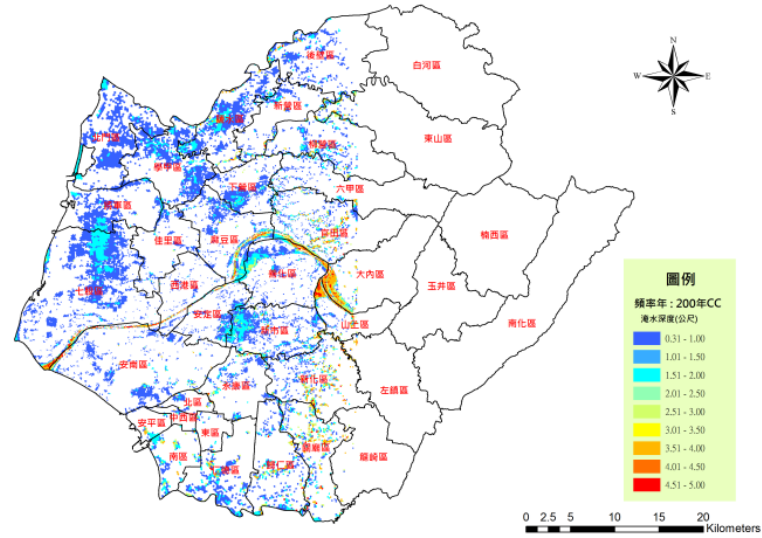 後壁區
白河區
新營區
鹽水區
東山區
柳營區
北門區
學甲區
下營區
六甲區
將軍區
官田區
佳里區
麻豆區
楠西區
大內區
善化區
玉井區
七股區
西港區
安定區
山上區
新市區
南化區
安南區
永康區
新化區
左鎮區
北區
中西區
安平區
東區
南區
仁德區
歸仁區
關廟區
龍崎區
N
W E
S
圖例
頻率年 : 200年CC
淹水深度(公尺)
0.31 - 1.00
1.01 - 1.50
1.51 - 2.00
2.01 - 2.50
2.51 - 3.00
3.01 - 3.50
3.51 - 4.00
4.01 - 4.50
4.51 - 5.00
0 2.5 5 10 15 20
Kilometers